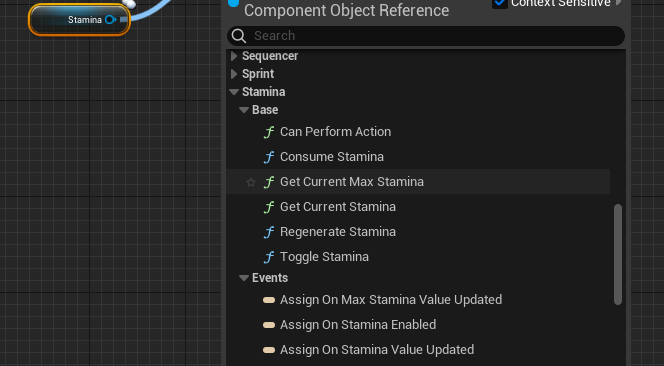 Stamina
Component Object Reference
Context Sensitive
Search
Sequencer
Sprint
Stamina
Base
Can Perform Action
Consume Stamina
Get Current Max Stamina
Get Current Stamina
Regenerate Stamina
Toggle Stamina
Events
Assign On Max Stamina Value Updated
Assign On Stamina Enabled
Assign On Stamina Value Updated